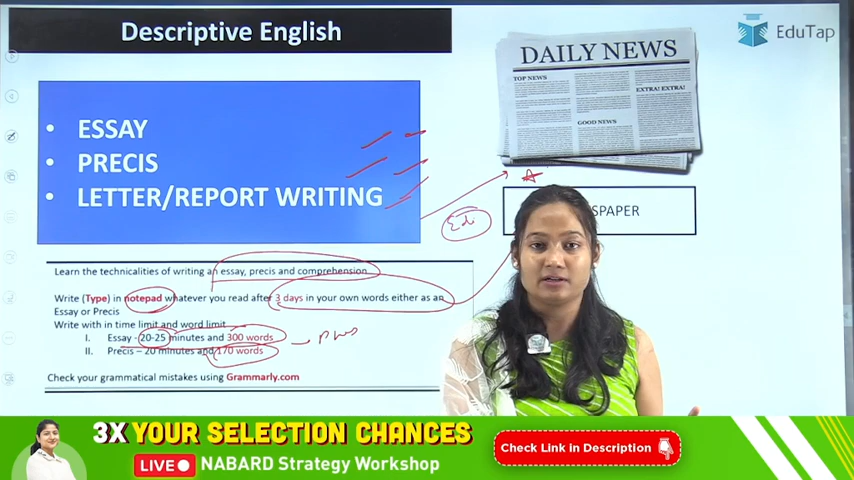 Descriptive English
EduTap
DAILY NEWS
TOP NEWS
EXTRA! EXTRA!
GOOD NEWS
• ESSAY
• PRECIS
• LETTER/REPORT WRITING
Edi
SPAPER
Learn the technicalities of writing an essay, precis and comprehension
Write (Type) in notepad whatever you read after 3 days in your own words either as an
Essay or Precis
Write with in time limit and word limit
I. Essay - 20-25 minutes and 300 words
II. Precis – 20 minutes and 170 words
Check your grammatical mistakes using Grammarly.com
3X YOUR SELECTION CHANCES
LIVE NABARD Strategy Workshop
Check Link in Description